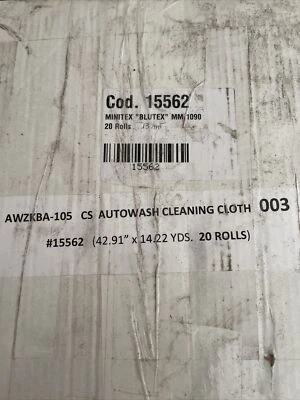 Cod. 15562
MINITEX "BLUTEX" MM 1090
20 Rolls
15562
AWZKBA-105 CS AUTOWASH CLEANING CLOTH 003
#15562 (42.91" x 14.22 YDS. 20 ROLLS)